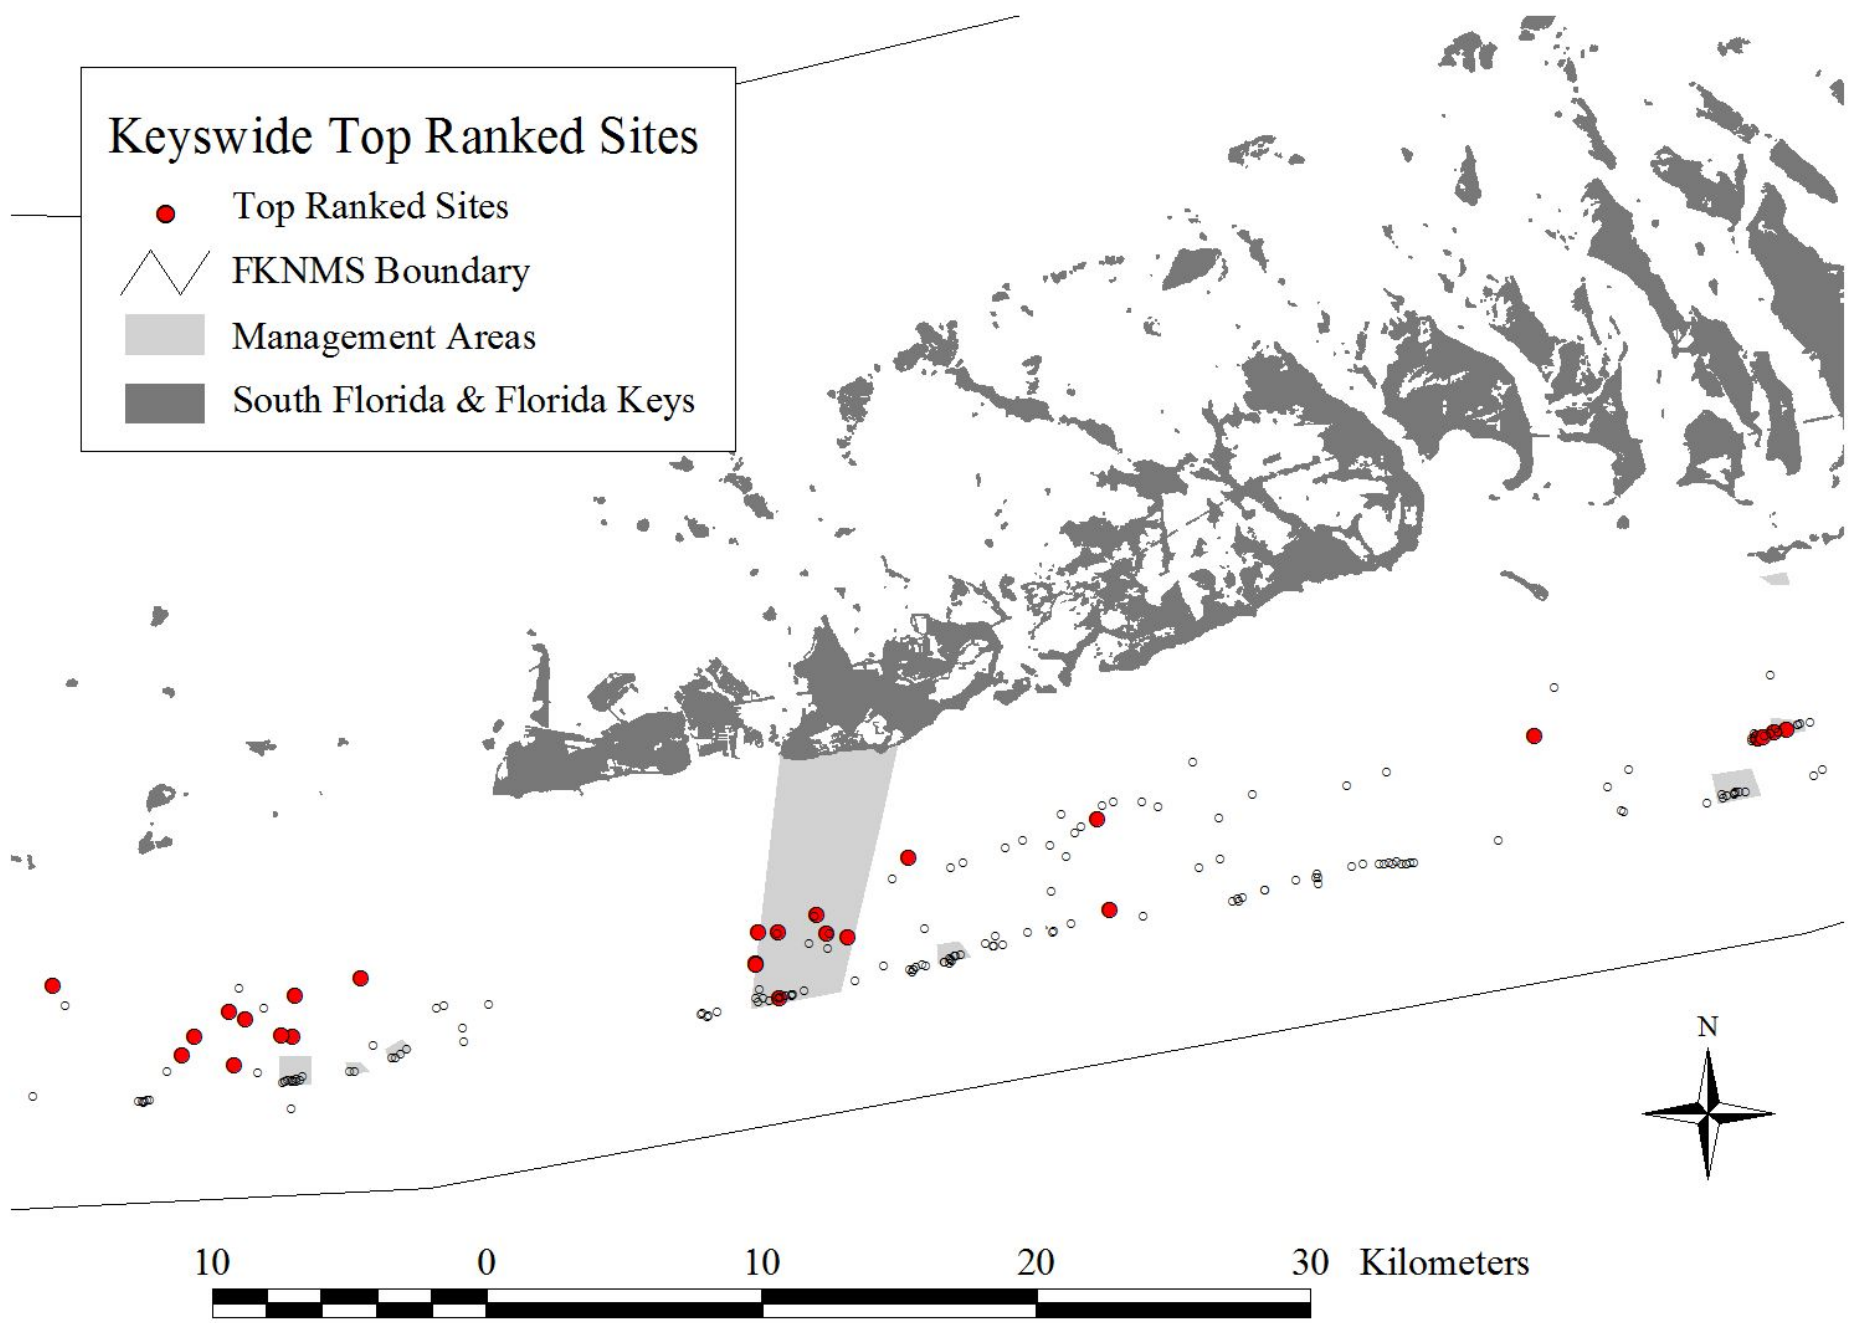 Keyswide Top Ranked Sites
Top Ranked Sites
FKNMS Boundary
Management Areas
South Florida & Florida Keys
N
10 0 10 20 30 Kilometers